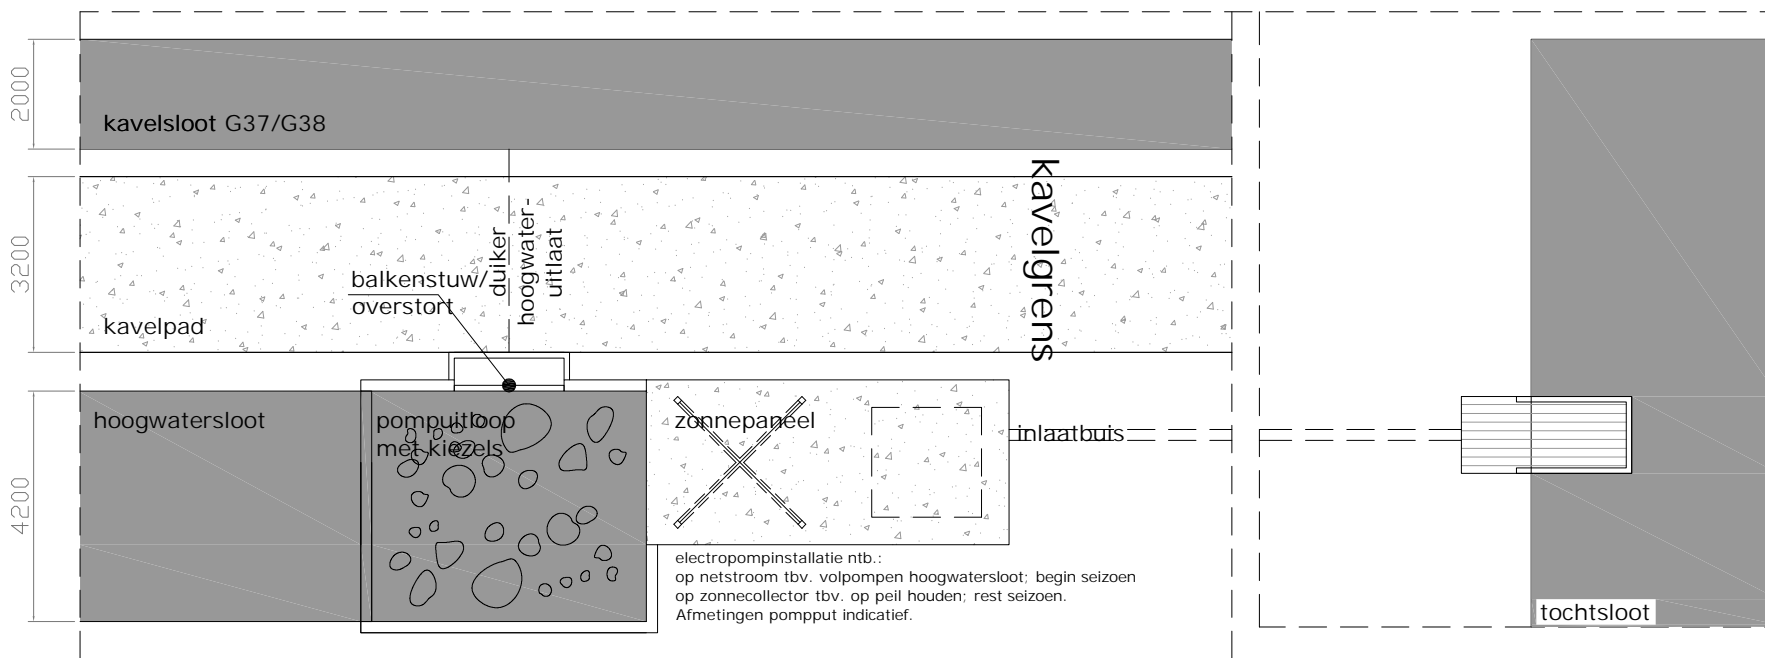 2000
kavelsloot G37/G38
3200
kavelpad
balkenstuw/
overstort
duiker
hoogwater-
uitlaat
kavelgrens
4200
hoogwatersloot
pompuitloop
met kiezels
zonnepaneel
inlaatbuis
electropompinstallatie ntb.:
op netstroom tbv. volpompen hoogwatersloot; begin seizoen
op zonnecollector tbv. op peil houden; rest seizoen.
Afmetingen pompput indicatief.
tochtsloot